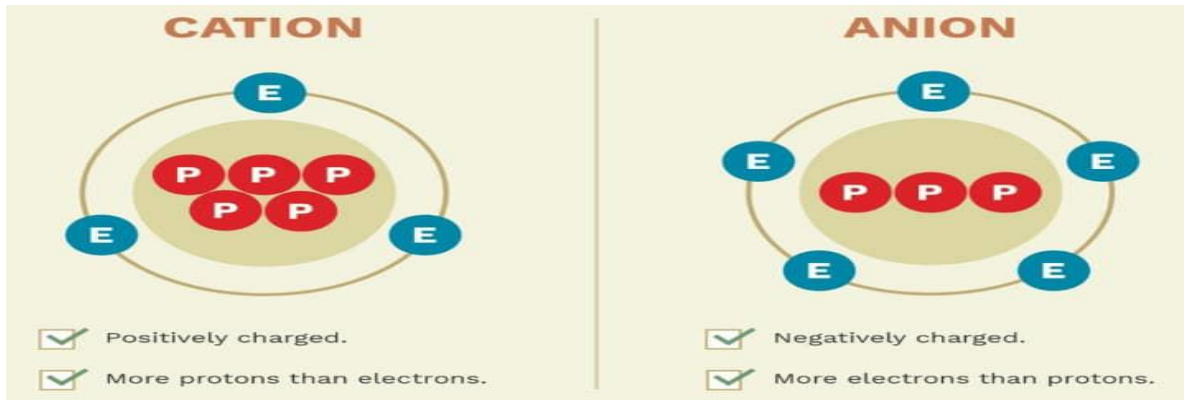 CATION
E
P P P
P P
E E
Positively charged.
More protons than electrons.
ANION
E
E E
P P P
E E
Negatively charged.
More electrons than protons.